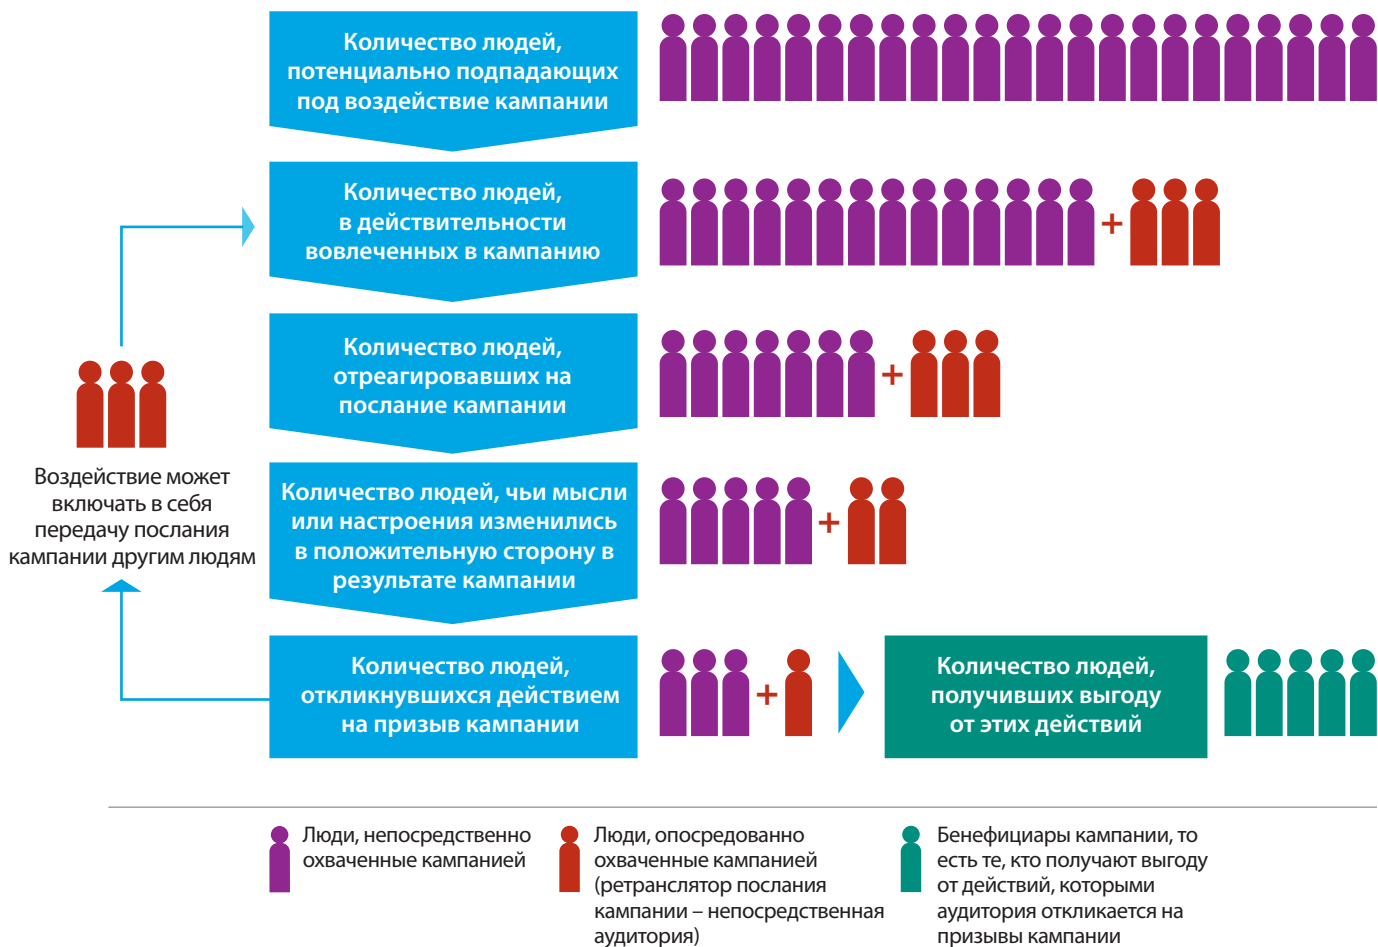 Количество людей,
потенциально подпадающих
под воздействие кампании
Количество людей,
в действительности
вовлеченных в кампанию
+
Количество людей,
отреагировавших на
послание кампании
+
Воздействие может
включать в себя
передачу послания
кампании другим людям
Количество людей, чьи мысли
или настроения изменились
в положительную сторону в
результате кампании
+
Количество людей,
откликнувшихся действием
на призыв кампании
+
Количество людей,
получивших выгоду
от этих действий
Люди, непосредственно
охваченные кампанией
Люди, опосредованно
охваченные кампанией
(ретранслятор послания
кампании – непосредственная
аудитория)
Бенефициары кампании, то
есть те, кто получают выгоду
от действий, которыми
аудитория откликается на
призывы кампании